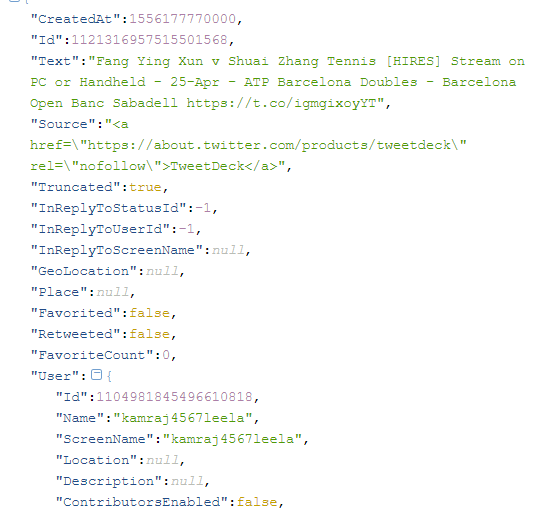 {
"CreatedAt":1556177770000,
"Id":1121316957515501568,
"Text":"Fang Ying Xun v Shuai Zhang Tennis [HIRES] Stream on
PC or Handheld - 25-Apr - ATP Barcelona Doubles - Barcelona
Open Banc Sabadell https://t.co/igmgixoyYT",
"Source":"<a
href=\"https://about.twitter.com/products/tweetdeck\"
rel=\"nofollow\">TweetDeck</a>",
"Truncated":true,
"InReplyToStatusId":-1,
"InReplyToUserId":-1,
"InReplyToScreenName":null,
"GeoLocation":null,
"Place":null,
"Favorited":false,
"Retweeted":false,
"FavoriteCount":0,
"User":{
"Id":1104981845496610818,
"Name":"kamraj4567leela",
"ScreenName":"kamraj4567leela",
"Location":null,
"Description":null,
"ContributorsEnabled":false,